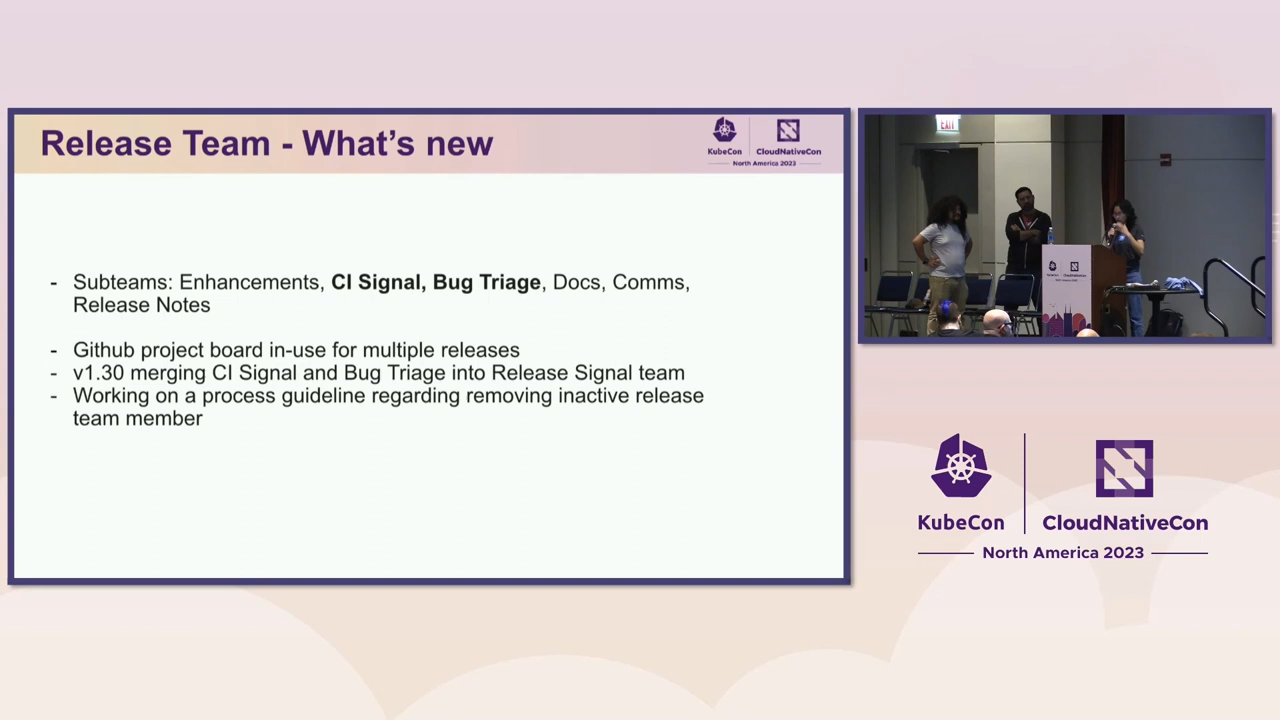 Release Team - What's new
KubeCon
CloudNativeCon
North America 2023
- Subteams: Enhancements, CI Signal, Bug Triage, Docs, Comms,
Release Notes
- Github project board in-use for multiple releases
- v1.30 merging CI Signal and Bug Triage into Release Signal team
- Working on a process guideline regarding removing inactive release
team member
EXIT
KubeCon
CloudNativeCon
North America 2023